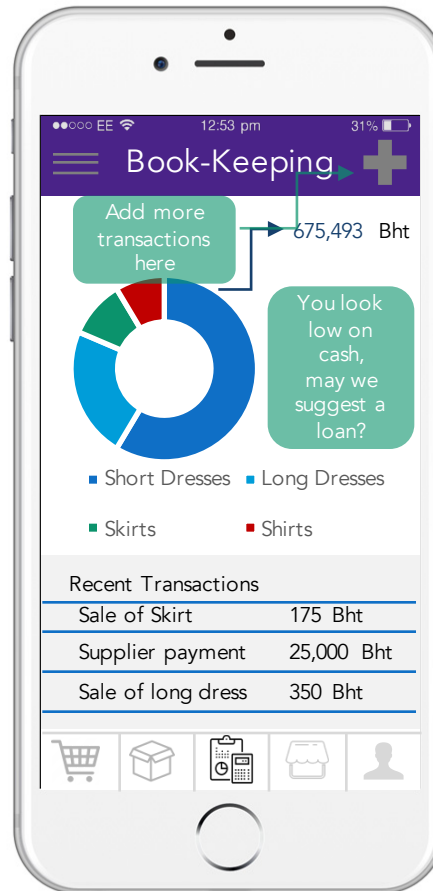 EE 12:53 pm 31%
Book-Keeping
Add more
transactions
here
675,493 Bht
You look
low on
cash,
may we
suggest a
loan?
Short Dresses Long Dresses
Skirts Shirts
Recent Transactions
Sale of Skirt 175 Bht
Supplier payment 25,000 Bht
Sale of long dress 350 Bht